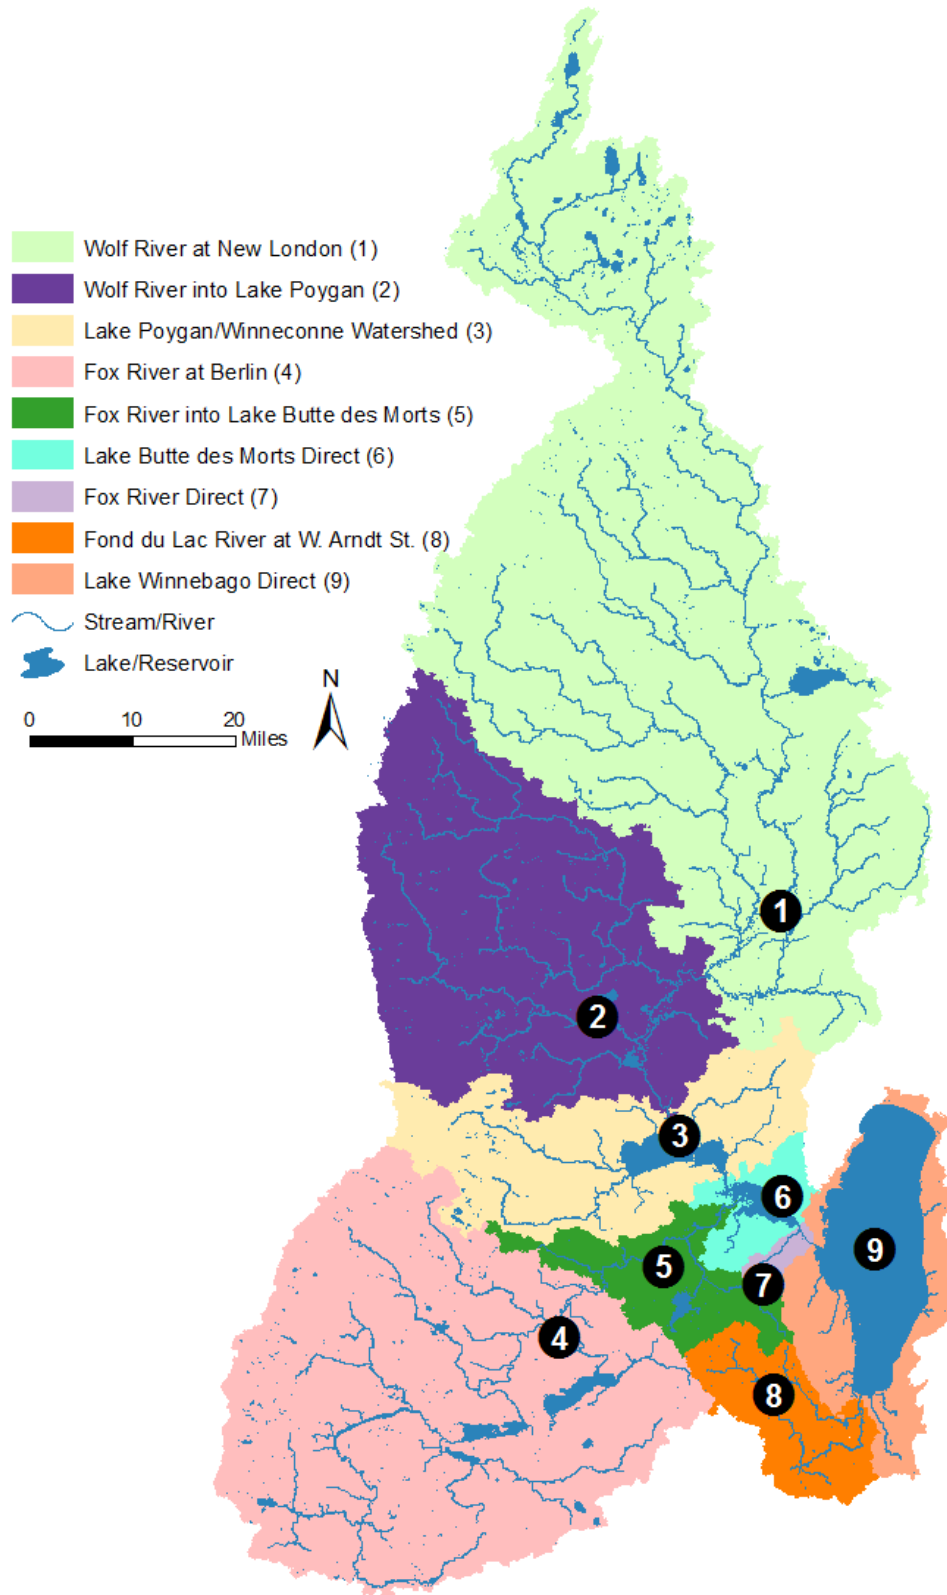 Wolf River at New London (1)
Wolf River into Lake Poygan (2)
Lake Poygan/Winneconne Watershed (3)
Fox River at Berlin (4)
Fox River into Lake Butte des Morts (5)
Lake Butte des Morts Direct (6)
Fox River Direct (7)
Fond du Lac River at W. Arndt St. (8)
Lake Winnebago Direct (9)
Stream/River
Lake/Reservoir
N
0 10 20
Miles
1
2
3
6
9
5
7
4
8